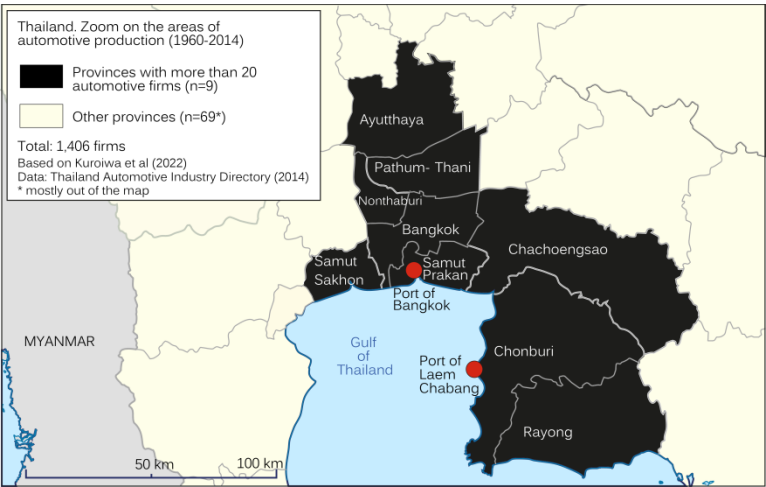 Thailand. Zoom on the areas of
automotive production (1960-2014)
Provinces with more than 20
automotive firms (n=9)
Other provinces (n=69*)
Total: 1,406 firms
Based on Kuroiwa et al (2022)
Data: Thailand Automotive Industry Directory (2014)
* mostly out of the map
Ayutthaya
Pathum- Thani
Nonthaburi
Bangkok
Chachoengsao
Samut
Sakhon
Samut
Prakan
Port of
Bangkok
MYANMAR
Gulf
of
Thailand
Port of
Laem
Chabang
Chonburi
Rayong
50 km
100 km